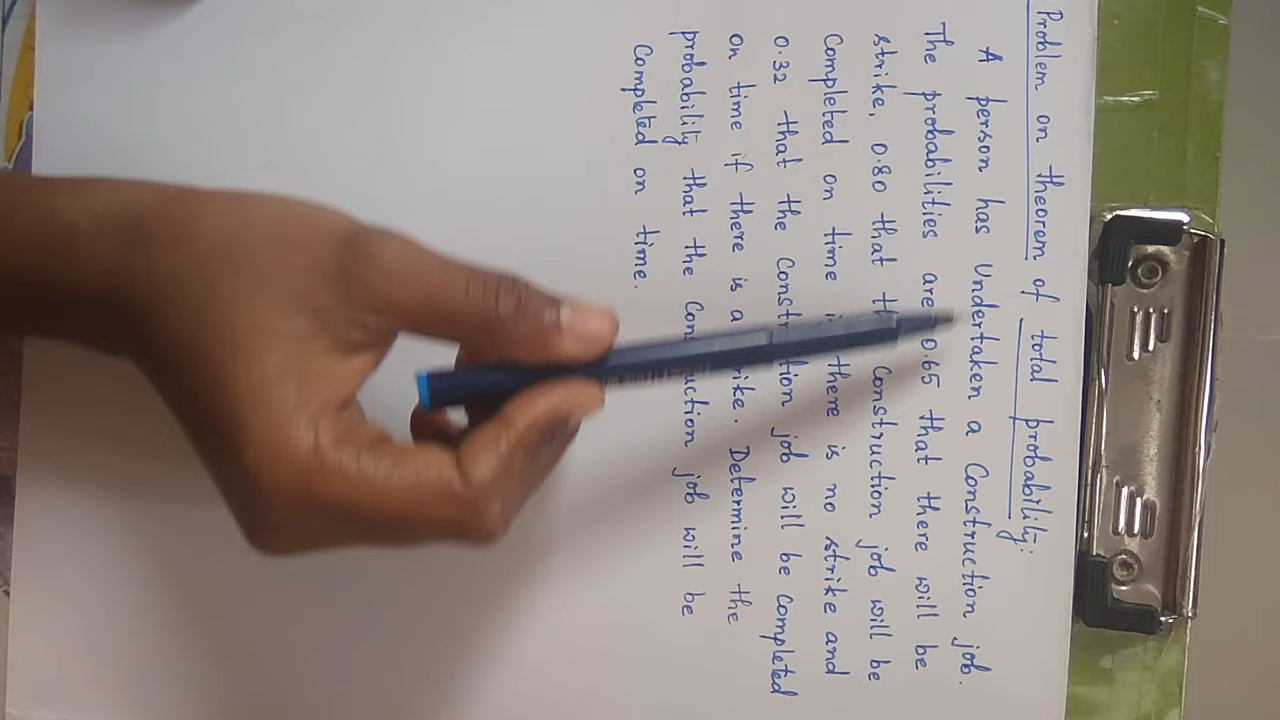 Problem on theorem of total probability:
A person has undertaken a Construction job.
The probabilities are 0.65 that there will be
strike, 0.80 that Construction job will be
Completed on time there is no strike and
0.32 that the job will be completed
on time if there is a Determine the
probability that the job will be
Completed on time.